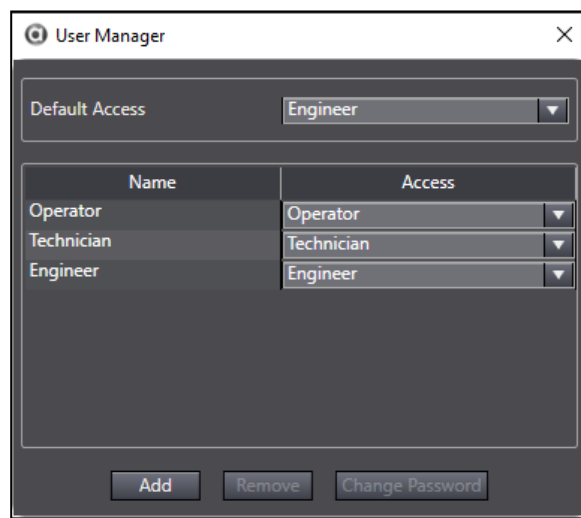 User Manager
Default Access Engineer
Name Access
Operator Operator
Technician Technician
Engineer Engineer
Add Remove Change Password